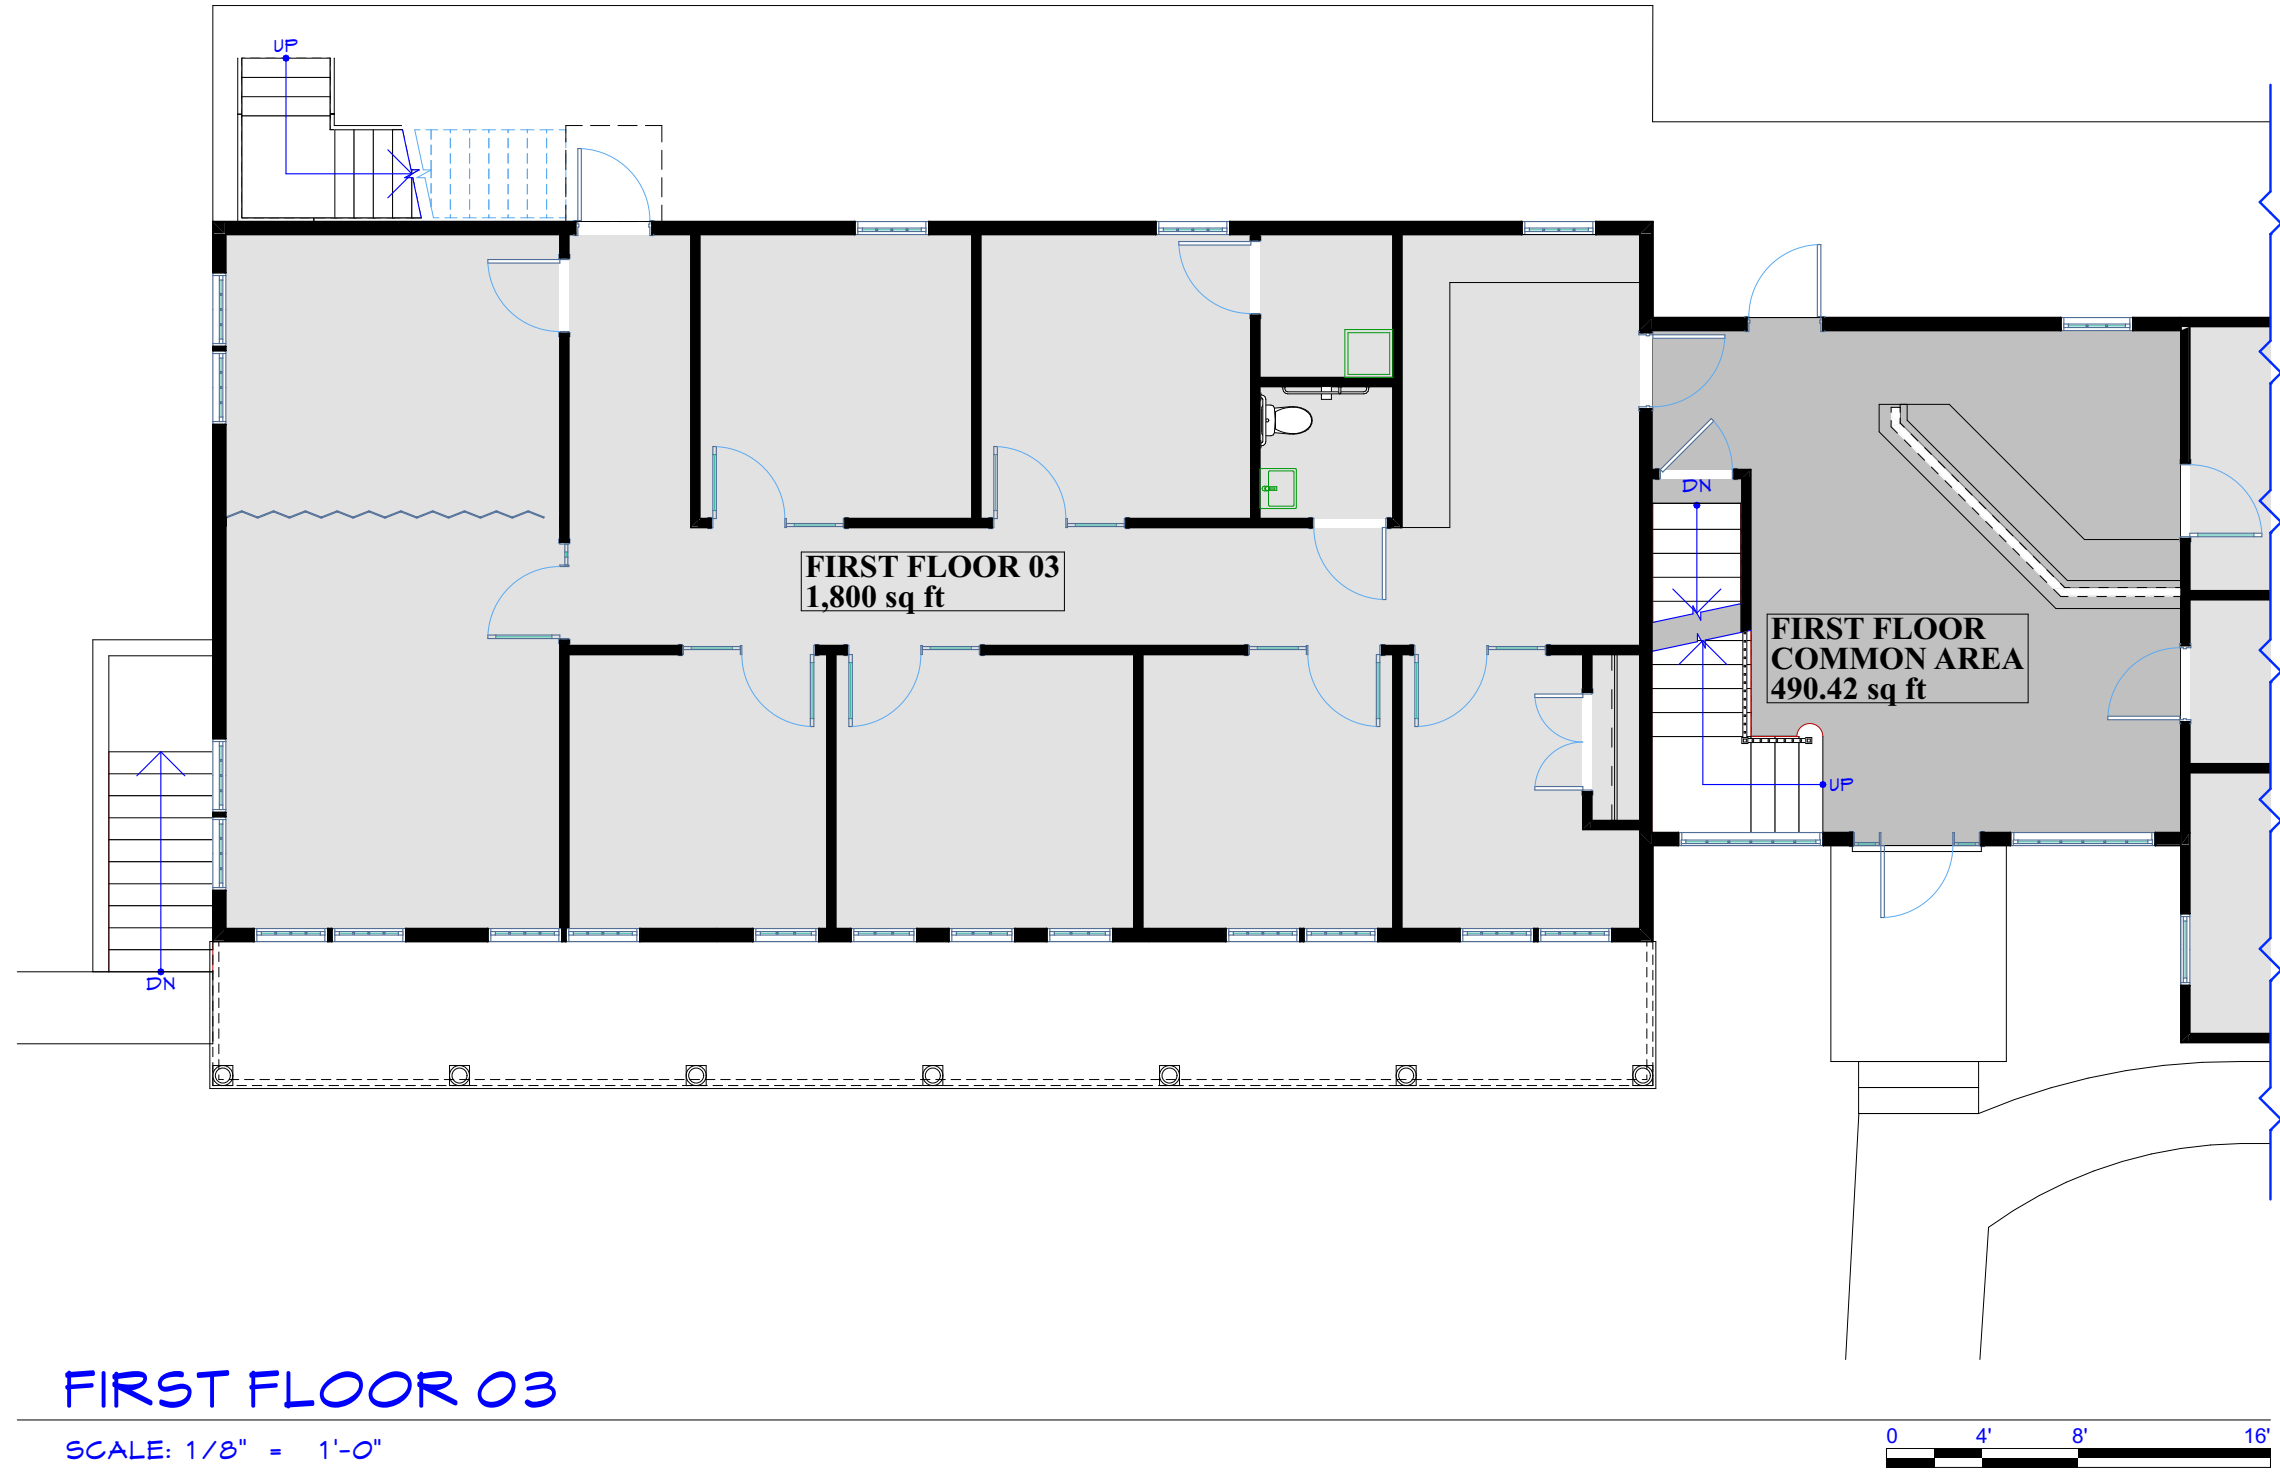 UP
DN
FIRST FLOOR 03
1,800 sq ft
FIRST FLOOR
COMMON AREA
490.42 sq ft
UP
DN
FIRST FLOOR 03
SCALE: 1/8" = 1'-0"
0 4' 8' 16'